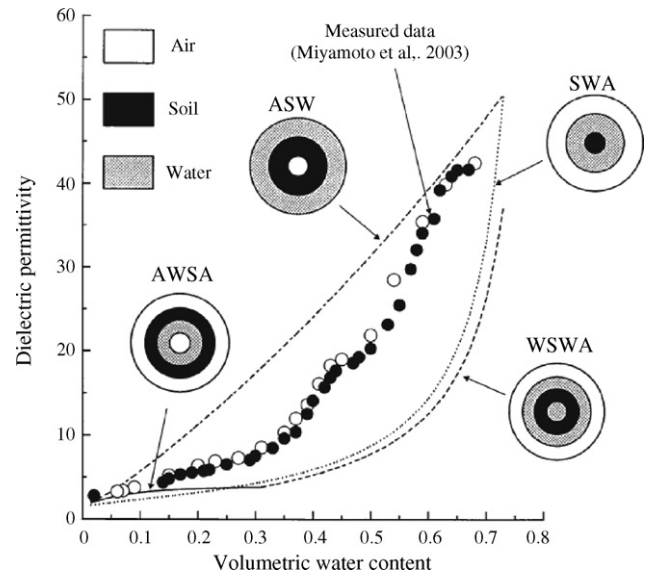 60
50
40
30
20
10
0
Dielectric permittivity
Air
Soil
Water
Measured data
(Miyamoto et al,. 2003)
ASW
SWA
AWSA
WSWA
0 0.1 0.2 0.3 0.4 0.5 0.6 0.7 0.8
Volumetric water content